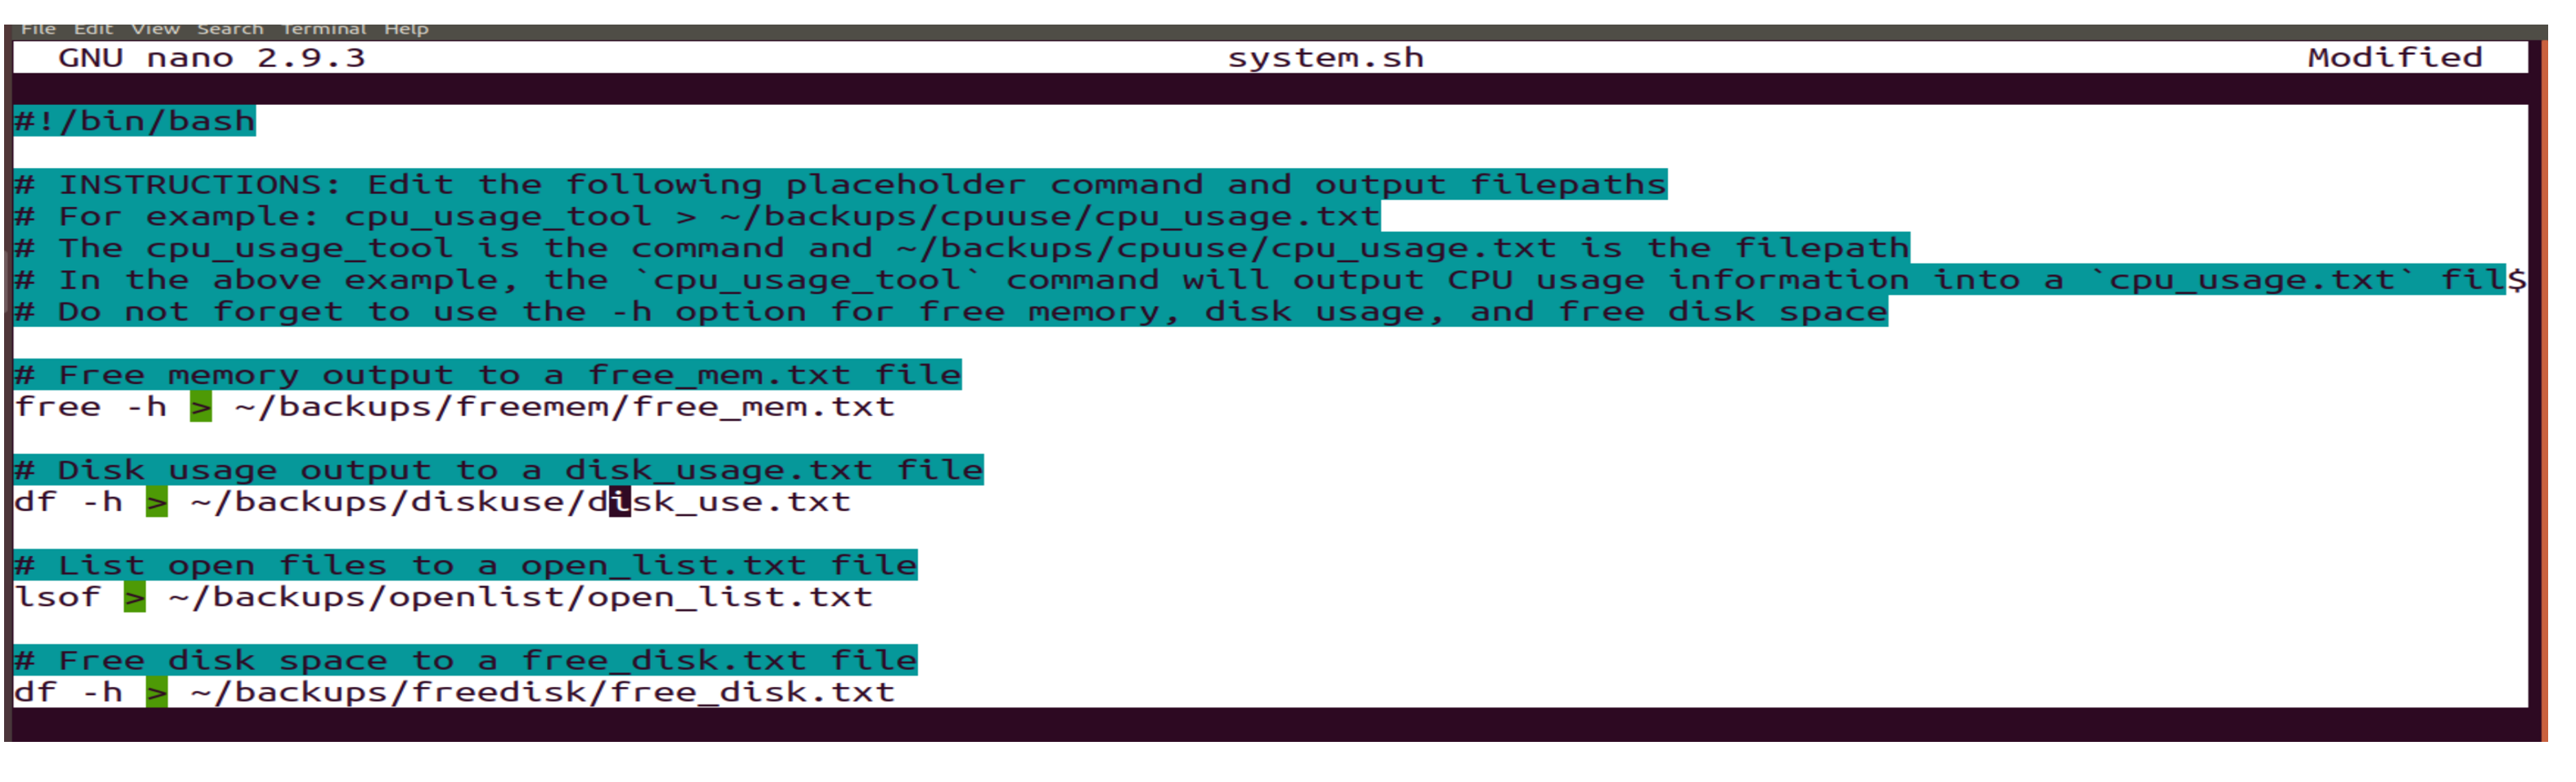 File Edit View Search Terminal Help
GNU nano 2.9.3 system.sh Modified
#!/bin/bash
# INSTRUCTIONS: Edit the following placeholder command and output filepaths
# For example: cpu_usage_tool > ~/backups/cpuuse/cpu_usage.txt
# The cpu_usage_tool is the command and ~/backups/cpuuse/cpu_usage.txt is the filepath
# In the above example, the `cpu_usage_tool` command will output CPU usage information into a `cpu_usage.txt` fil$
# Do not forget to use the -h option for free memory, disk usage, and free disk space
# Free memory output to a free_mem.txt file
free -h > ~/backups/freemem/free_mem.txt
# Disk usage output to a disk_usage.txt file
df -h > ~/backups/diskuse/disk_use.txt
# List open files to a open_list.txt file
lsof > ~/backups/openlist/open_list.txt
# Free disk space to a free_disk.txt file
df -h > ~/backups/freedisk/free_disk.txt